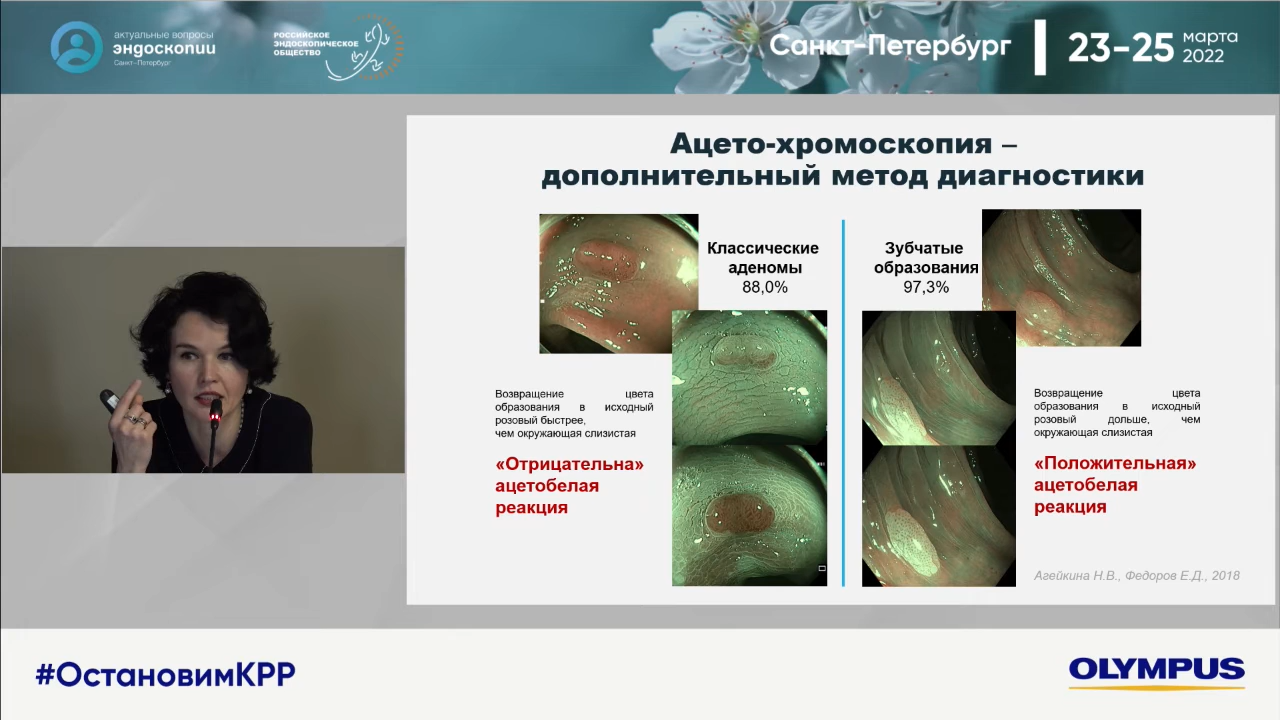 актуальные вопросы
эндоскопии
Санкт-Петербург
РОССИЙСКОЕ
ЭНДОСКОПИЧЕСКОЕ
ОБЩЕСТВО
Санкт-Петербург
23-25
марта
2022
Ацето-хромоскопия –
дополнительный метод диагностики
Классические
аденомы
88,0%
Зубчатые
образования
97,3%
Возвращение цвета
образования в исходный
розовый быстрее,
чем окружающая слизистая
«Отрицательна»
ацетобелая
реакция
Возвращение цвета
образования в исходный
розовый дольше, чем
окружающая слизистая
«Положительная»
ацетобелая
реакция
Агейкина Н.В., Федоров Е.Д., 2018
#ОстановимКРР
OLYMPUS